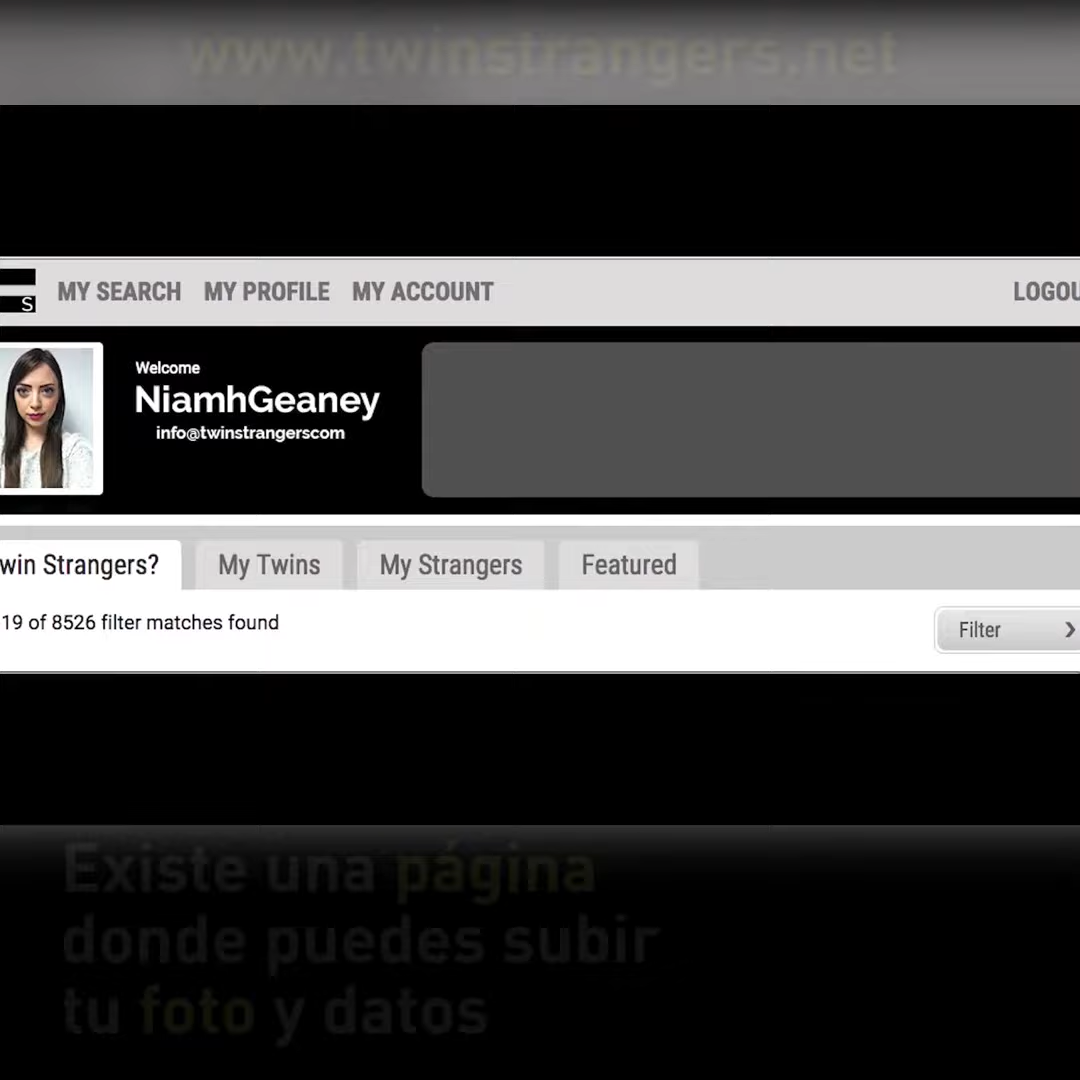 www.twinstrangers.net
S
MY SEARCH MY PROFILE MY ACCOUNT LOGOU
Welcome
NiamhGeaney
info@twinstrangerscom
win Strangers? My Twins My Strangers Featured
19 of 8526 filter matches found
Filter
Existe una página
donde puedes subir
tu foto y datos